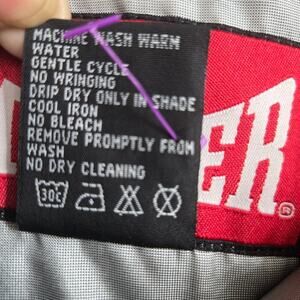 MACHINE WASH WARM
WATER
GENTLE CYCLE
NO WRINGING
DRIP DRY ONLY IN SHADE
COOL IRON
NO BLEACH
REMOVE PROMPTLY FROM
WASH
NO DRY CLEANING
30C
ER®